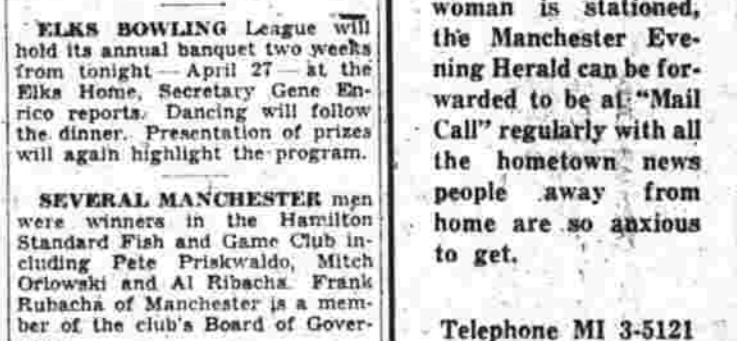 ELKS BOWLING League will
hold its annual banquet two weeks
from tonight — April 27 — at the
Elks Home, Secretary Gene En-
rico reports. Dancing will follow
the dinner. Presentation of prizes
will again highlight the program.
SEVERAL MANCHESTER men
were winners in the Hamilton
Standard Fish and Game Club in-
cluding Pete Priskwaldo, Mitch
Orlowski and Al Ribacha. Frank
Rubacha of Manchester is a mem-
ber of the club's Board of Gover-
woman is stationed,
the Manchester Eve-
ning Herald can be for-
warded to be at "Mail
Call" regularly with all
the hometown news
people away from
home are so anxious
to get.
Telephone MI 3-5121